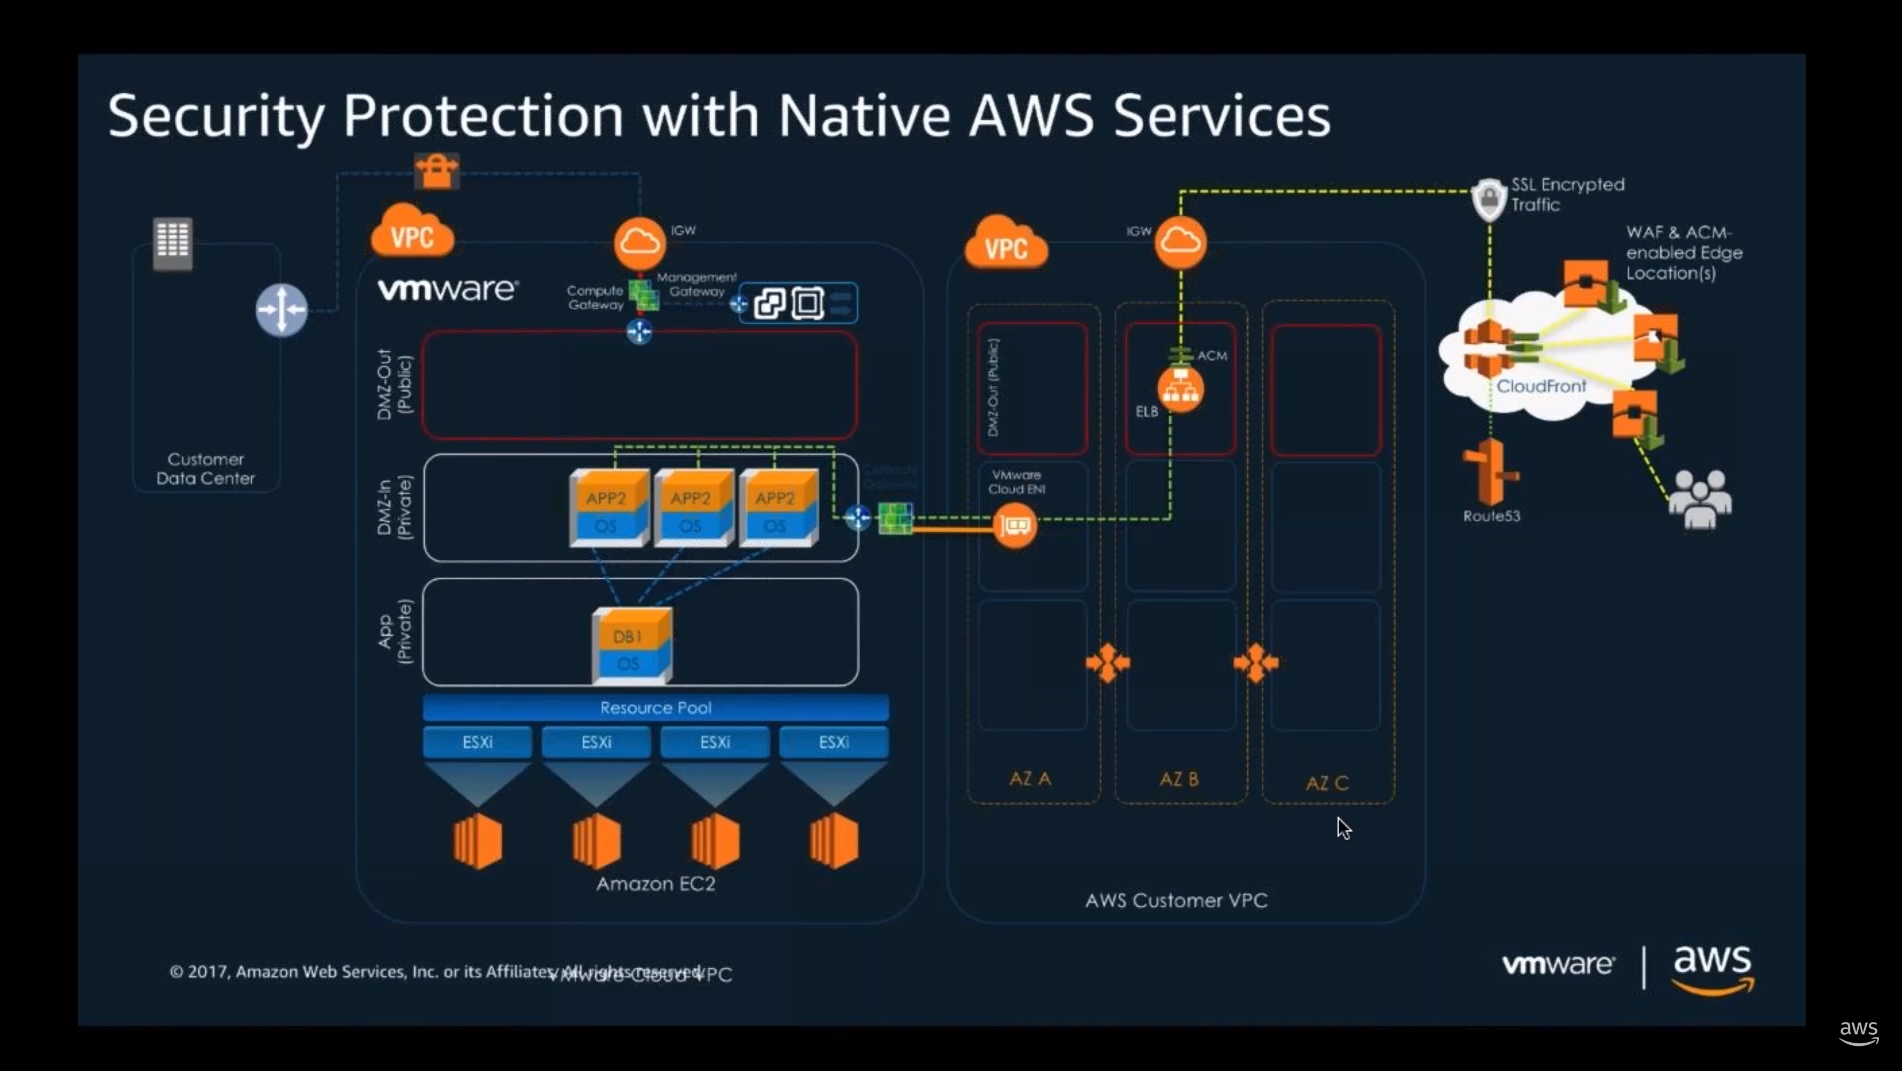 Security Protection with Native AWS Services
SSL Encrypted
Traffic
WAF & ACM-
enabled Edge
Location(s)
VPC
IGW
VPC
IGW
vmware
Compute
Gateway
Management
Gateway
DMZ-Out
(Public)
DMZ-Out (Public)
ACM
ELB
CloudFront
Route53
Customer
Data Center
DMZ-In
(Private)
APP2
OS
APP2
OS
APP2
OS
Compute
Gateway
VMware
Cloud ENI
App
(Private)
DB1
OS
Resource Pool
ESXi
ESXi
ESXi
ESXi
AZ A
AZ B
AZ C
Amazon EC2
AWS Customer VPC
© 2017, Amazon Web Services, Inc. or its Affiliates. All rights reserved.
VMware Cloud VPC
vmware
aws
aws